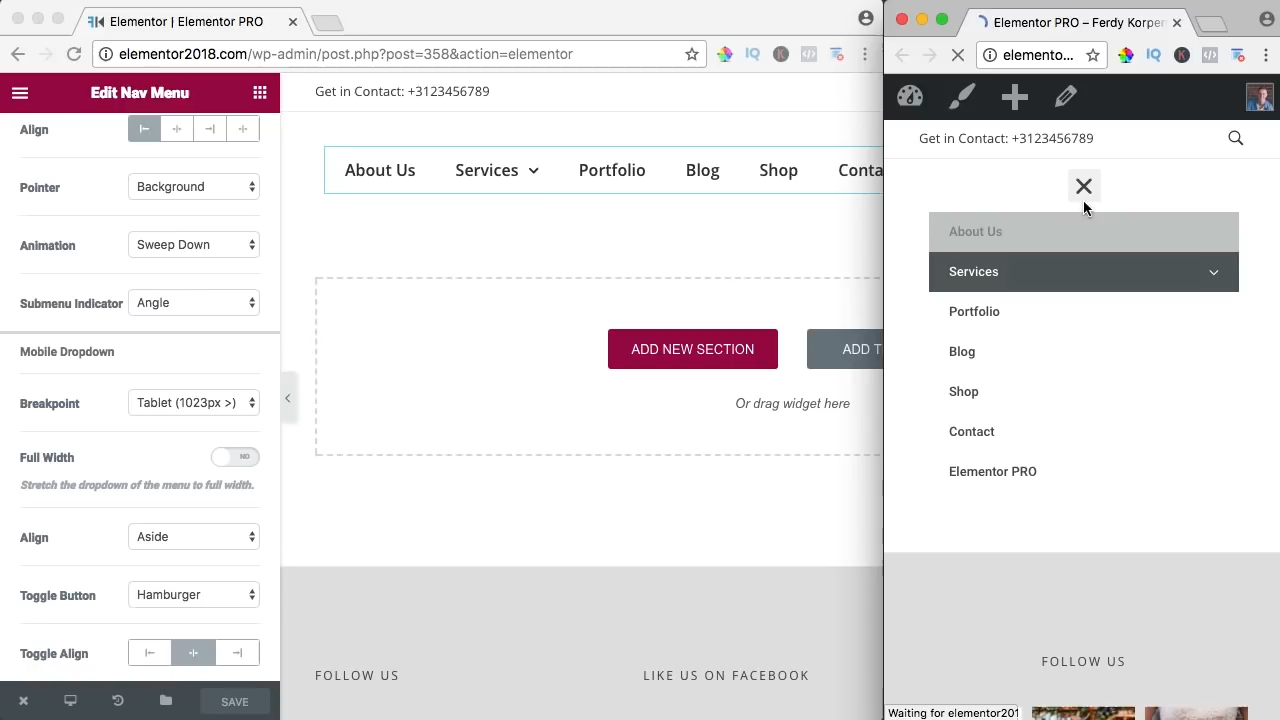 Elementor | Elementor PRO
elementor2018.com/wp-admin/post.php?post=358&action=elementor
Edit Nav Menu
Align
Pointer
Background
Animation
Sweep Down
Submenu Indicator
Angle
Mobile Dropdown
Breakpoint
Tablet (1023px >)
Full Width
NO
Stretch the dropdown of the menu to full width.
Align
Aside
Toggle Button
Hamburger
Toggle Align
SAVE
Get in Contact: +3123456789
About Us
Services
Portfolio
Blog
Shop
Conta
ADD NEW SECTION
ADD T
Or drag widget here
FOLLOW US
LIKE US ON FACEBOOK
Elementor PRO – Ferdy Korper
elemento...
Get in Contact: +3123456789
About Us
Services
Portfolio
Blog
Shop
Contact
Elementor PRO
FOLLOW US
Waiting for elementor201